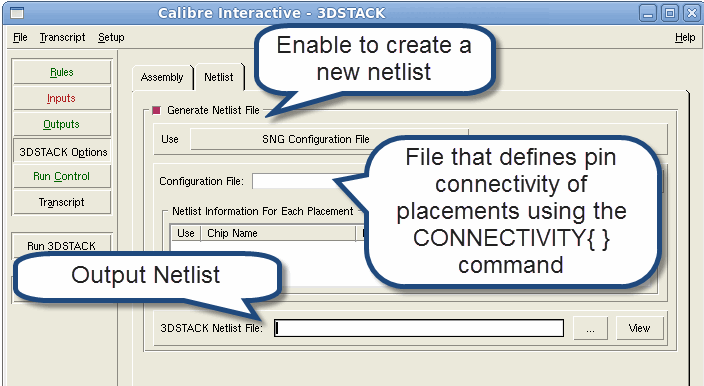 Calibre Interactive - 3DSTACK
File Transcript Setup Help
Enable to create a
new netlist
Rules
Inputs
Outputs
3DSTACK Options
Run Control
Transcript
Run 3DSTACK
Assembly Netlist
Generate Netlist File
Use SNG Configuration File
Configuration File:
File that defines pin
connectivity of
placements using the
CONNECTIVITY{ }
command
Netlist Information For Each Placement
Use Chip Name
Output Netlist
3DSTACK Netlist File: ... View